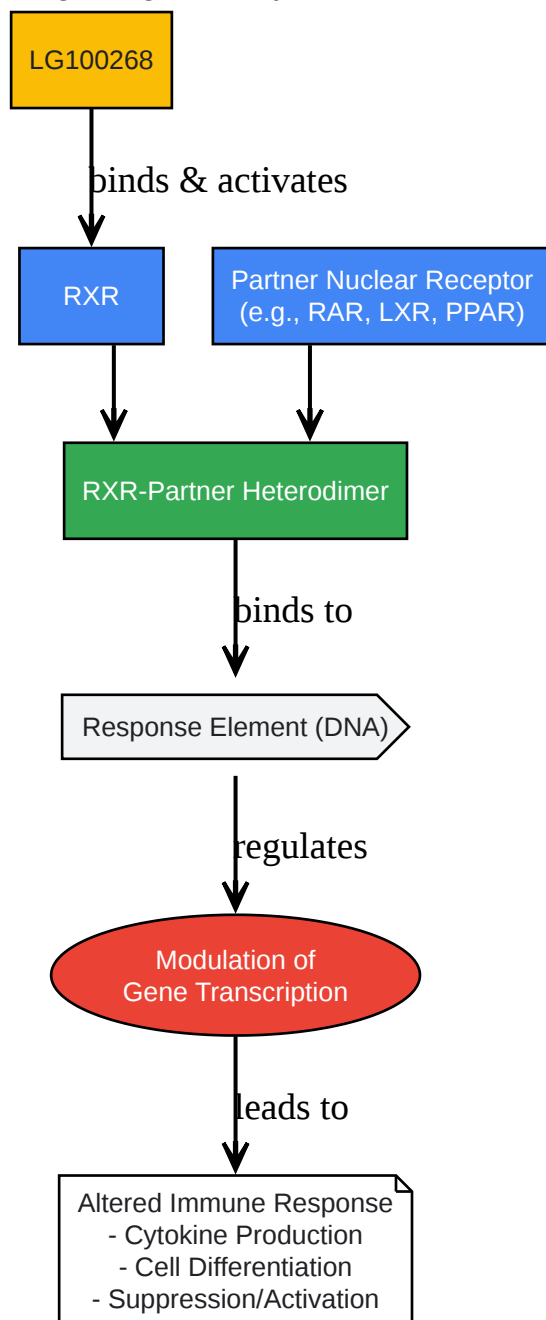 LG100268
binds & activates
RXR
Partner Nuclear Receptor
(e.g., RAR, LXR, PPAR)
RXR-Partner Heterodimer
binds to
Response Element (DNA)
regulates
Modulation of
Gene Transcription
leads to
Altered Immune Response
- Cytokine Production
- Cell Differentiation
- Suppression/Activation